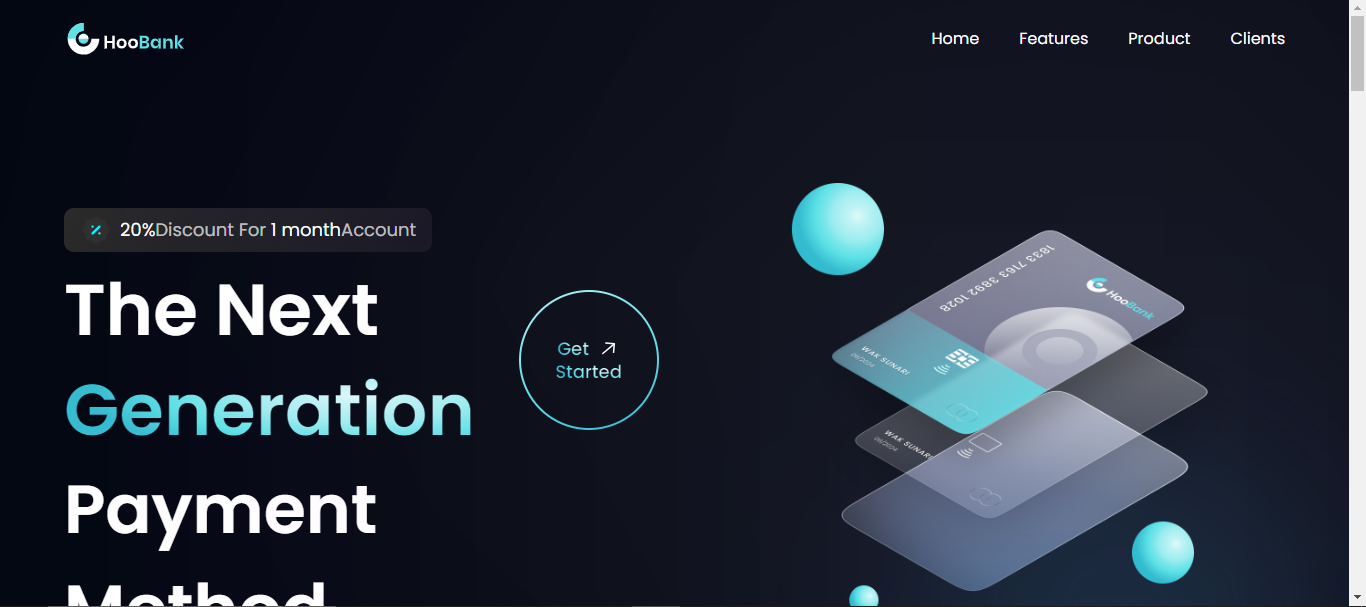 HooBank
Home Features Product Clients
20%Discount For 1 monthAccount
The Next
Generation
Payment
Method
Get
Started
1833 7163 3892 1028
HooBank
WAK SUNARI
06/2024
WAK SUNARI
06/2024